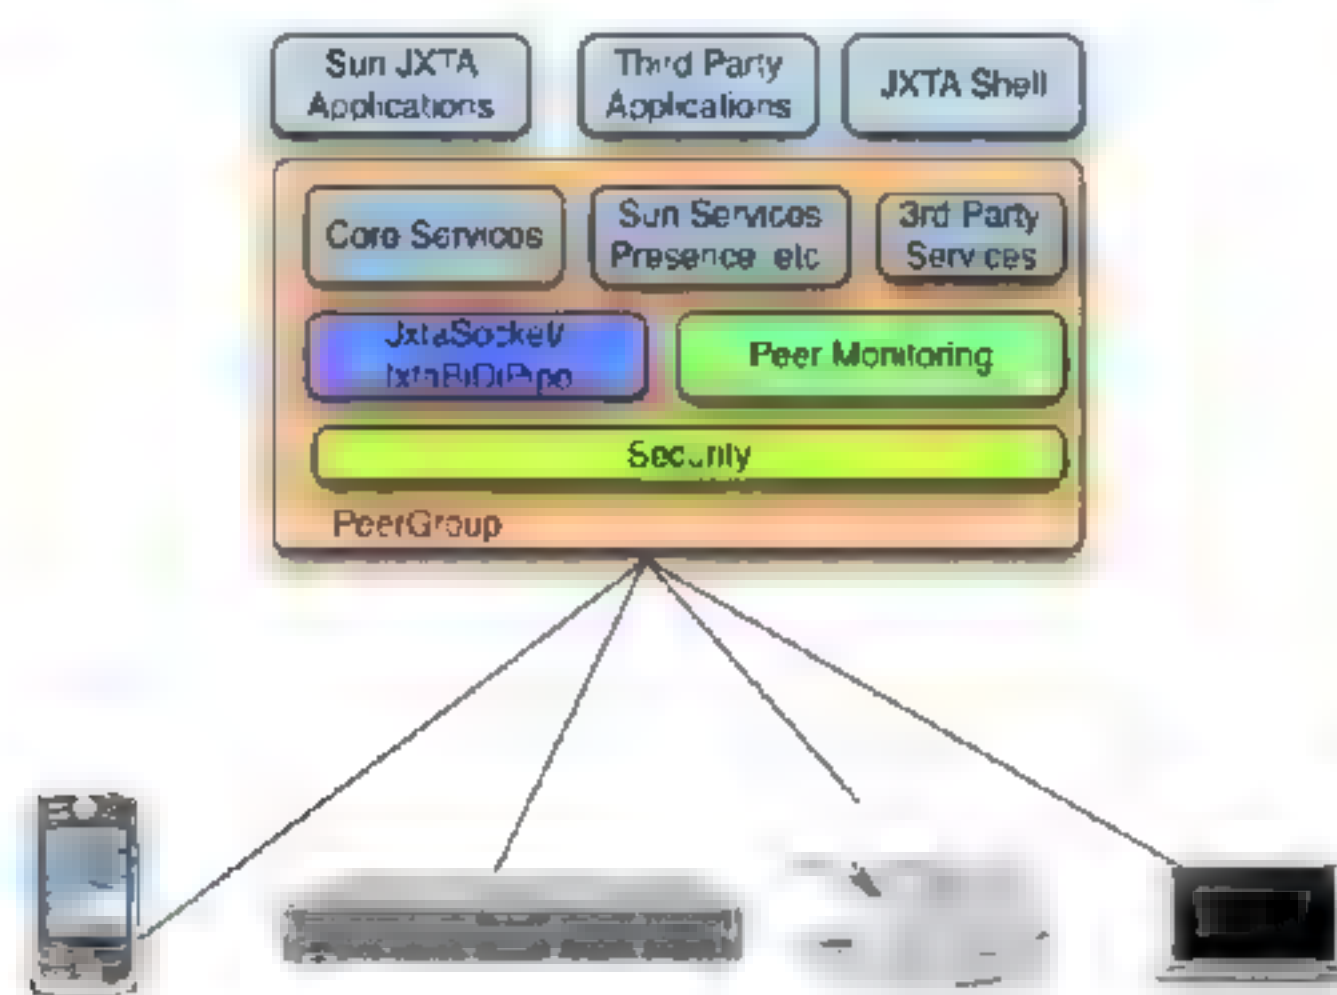 Sun JXTA
Applications
Third Party
Applications
JXTA Shell
Core Services
Sun Services
Presence etc
3rd Party
Services
JxtaSocket/
JxtaBiDiPipe
Peer Monitoring
Security
PeerGroup